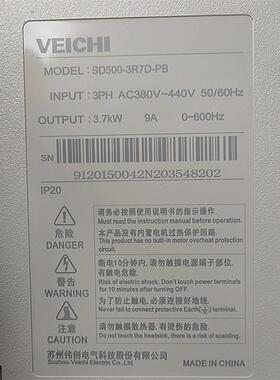 VEICHI
MODEL: SD500-3R7D-PB
INPUT: 3PH AC380V~440V 50/60Hz
OUTPUT: 3.7kW 9A 0~600Hz
SN
9120150042N203548202
IP20
危险
DANGER
警告
WARNING
注意
CAUTION
请务必按照使用说明书的指示操作。
Read the instruction manual before operation.
本产品没有内置电机过热保护回路。
This product has no built-in motor overheat protection
circuit.
断电10分钟内，请勿触摸电源端子部位，
有触电危险。
Risk of electric shock. Don't touch power terminals
for 10 minutes after turning OFF.
为了防止触电，必须连接好地线。
Never fail to connect protective Earth(⏚) terminal.
请勿触摸散热器，有烫伤的危险。
Do not touch the heatsink, there is a risk of scalding.
苏州伟创电气科技股份有限公司
Suzhou Veichi Electric Co., Ltd.
MADE IN CHINA